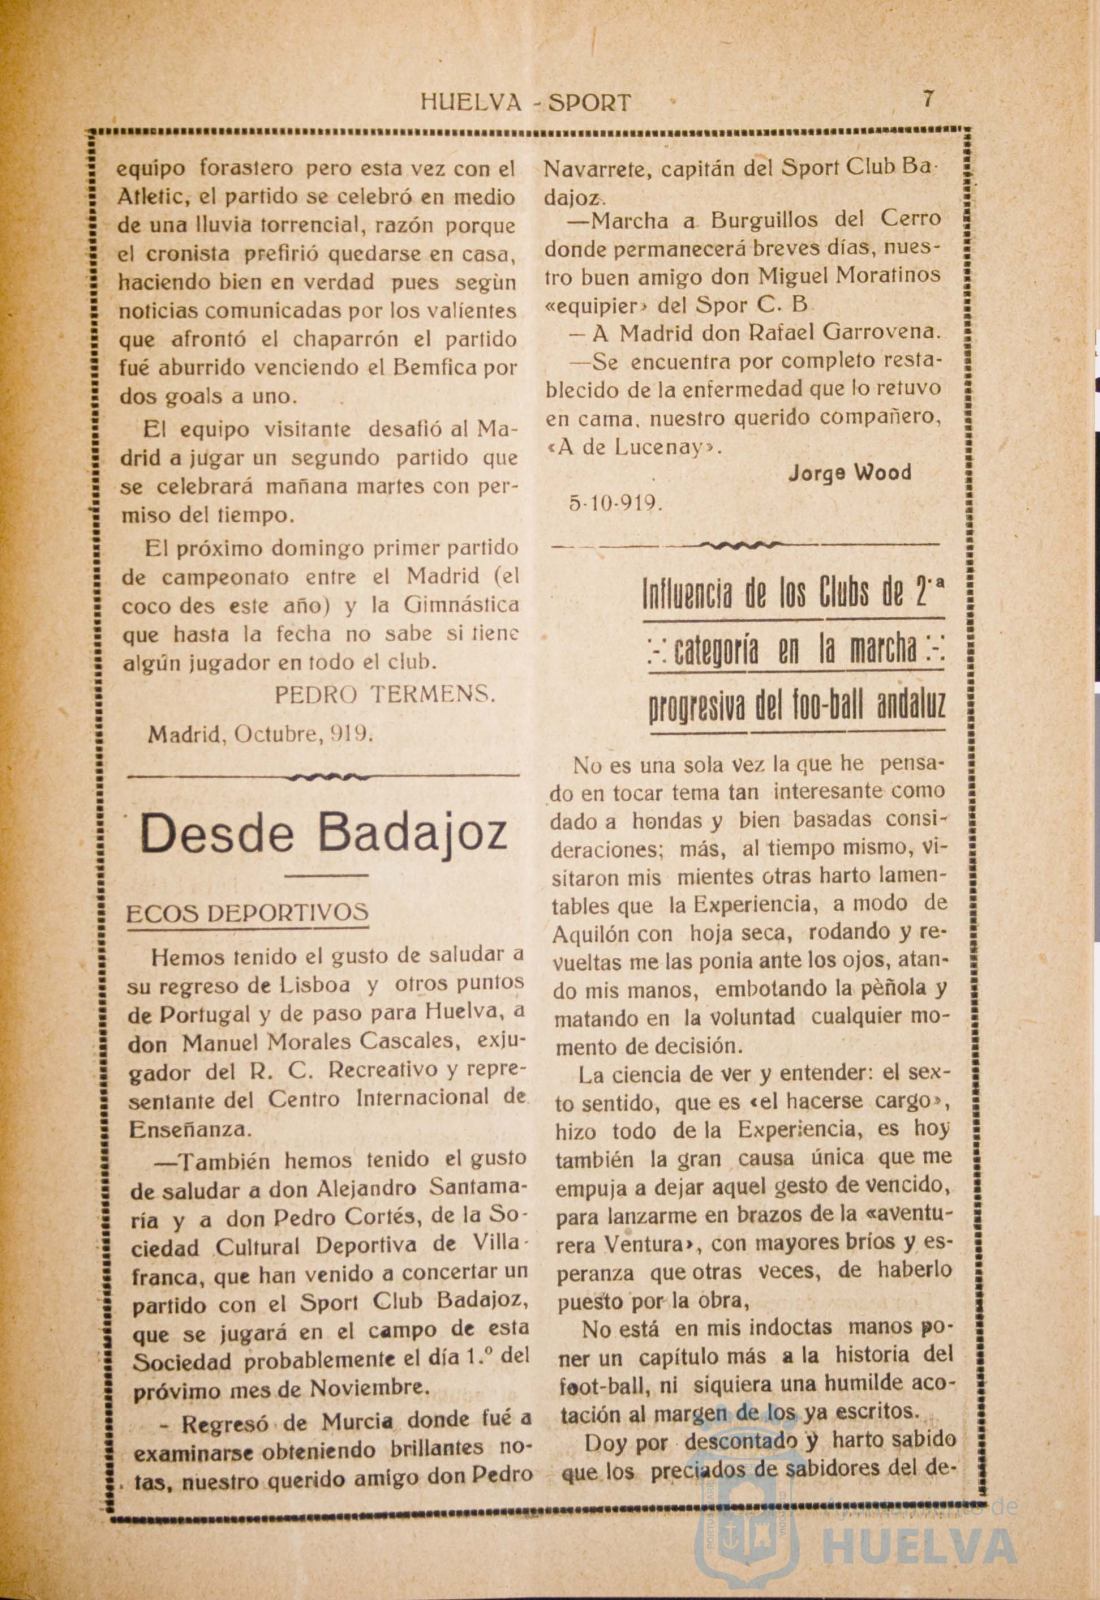 HUELVA - SPORT 7
equipo forastero pero esta vez con el
Atletic, el partido se celebró en medio
de una lluvia torrencial, razón porque
el cronista prefirió quedarse en casa,
haciendo bien en verdad pues según
noticias comunicadas por los valientes
que afrontó el chaparrón el partido
fué aburrido venciendo el Bemfica por
dos goals a uno.
El equipo visitante desafió al Ma-
drid a jugar un segundo partido que
se celebrará mañana martes con per-
miso del tiempo.
El próximo domingo primer partido
de campeonato entre el Madrid (el
coco des este año) y la Gimnástica
que hasta la fecha no sabe si tiene
algún jugador en todo el club.
PEDRO TERMENS.
Madrid, Octubre, 919.
Desde Badajoz
ECOS DEPORTIVOS
Hemos tenido el gusto de saludar a
su regreso de Lisboa y otros puntos
de Portugal y de paso para Huelva, a
don Manuel Morales Cascales, exju-
gador del R. C. Recreativo y repre-
sentante del Centro Internacional de
Enseñanza.
—También hemos tenido el gusto
de saludar a don Alejandro Santama-
ría y a don Pedro Cortés, de la So-
ciedad Cultural Deportiva de Villa-
franca, que han venido a concertar un
partido con el Sport Club Badajoz,
que se jugará en el campo de esta
Sociedad probablemente el día 1.º del
próvimo mes de Noviembre.
- Regresó de Murcia donde fué a
examinarse obteniendo brillantes no-
tas, nuestro querido amigo don Pedro
Navarrete, capitán del Sport Club Ba-
dajoz.
—Marcha a Burguillos del Cerro
donde permanecerá breves días, nues-
tro buen amigo don Miguel Moratinos
«equipier» del Spor C. B
— A Madrid don Rafael Garrovena.
—Se encuentra por completo resta-
blecido de la enfermedad que lo retuvo
en cama, nuestro querido compañero,
«A de Lucenay».
Jorge Wood
5-10-919.
Influencia de los Clubs de 2.ª
categoría en la marcha
progresiva del foo-ball andaluz
No es una sola vez la que he pensa-
do en tocar tema tan interesante como
dado a hondas y bien basadas consi-
deraciones; más, al tiempo mismo, vi-
sitaron mis mientes otras harto lamen-
tables que la Experiencia, a modo de
Aquilón con hoja seca, rodando y re-
vueltas me las ponia ante los ojos, atan-
do mis manos, embotando la pèñola y
matando en la voluntad cualquier mo-
mento de decisión.
La ciencia de ver y entender: el sex-
to sentido, que es «el hacerse cargo»,
hizo todo de la Experiencia, es hoy
también la gran causa única que me
empuja a dejar aquel gesto de vencido,
para lanzarme en brazos de la «aventu-
rera Ventura», con mayores bríos y es-
peranza que otras veces, de haberlo
puesto por la obra,
No está en mis indoctas manos po-
ner un capítulo más a la historia del
foot-ball, ni siquiera una humilde aco-
tación al margen de los ya escritos.
Doy por descontado y harto sabido
que los preciados de sabidores del de-
Ayuntamiento de
HUELVA